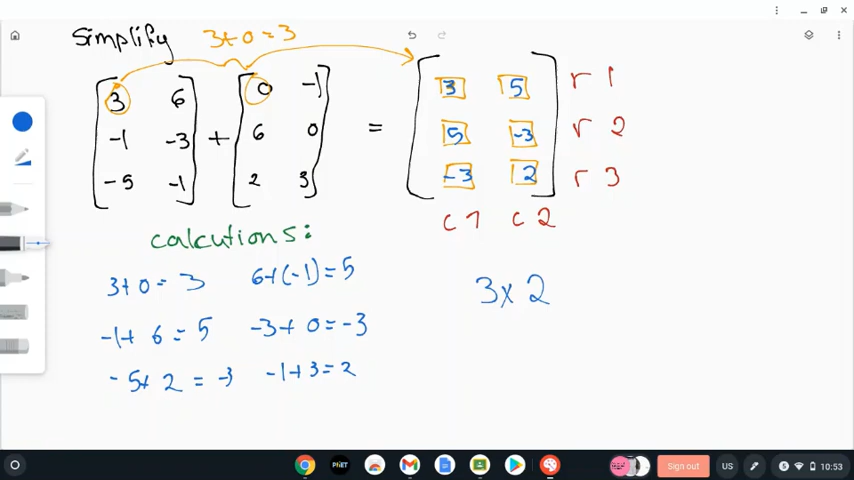 Simplify 3+0=3
3 6 0 -1 3 5 r 1
-1 -3 + 6 0 = 5 -3 r 2
-5 -1 2 3 -3 2 r 3
c 1 c 2
calcutions:
3+0=3 6+(-1)=5
3x2
-1+6=5 -3+0=-3
-5+2=-3 -1+3=2
PhET
Sign out
US
10:53